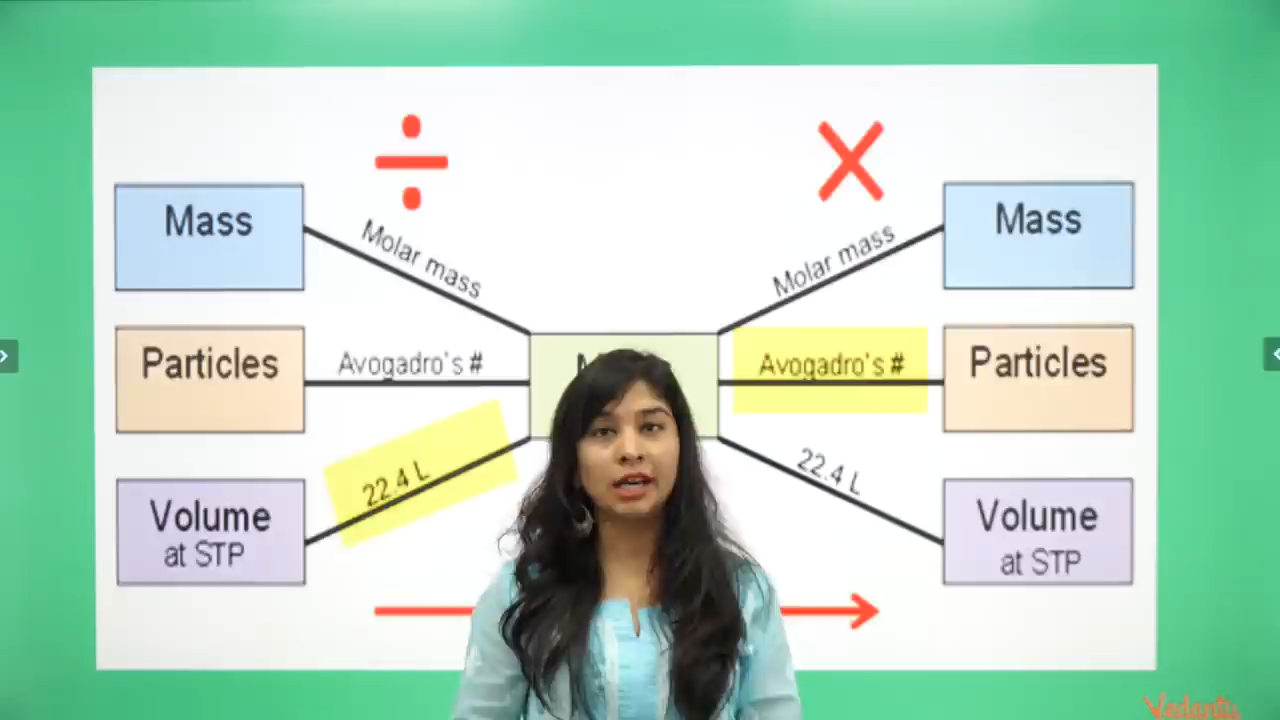 ÷
×
Mass
Molar mass
Molar mass
Mass
Particles
Avogadro's #
Avogadro's #
Particles
22.4 L
22.4 L
Volume
at STP
Volume
at STP
Vedantu